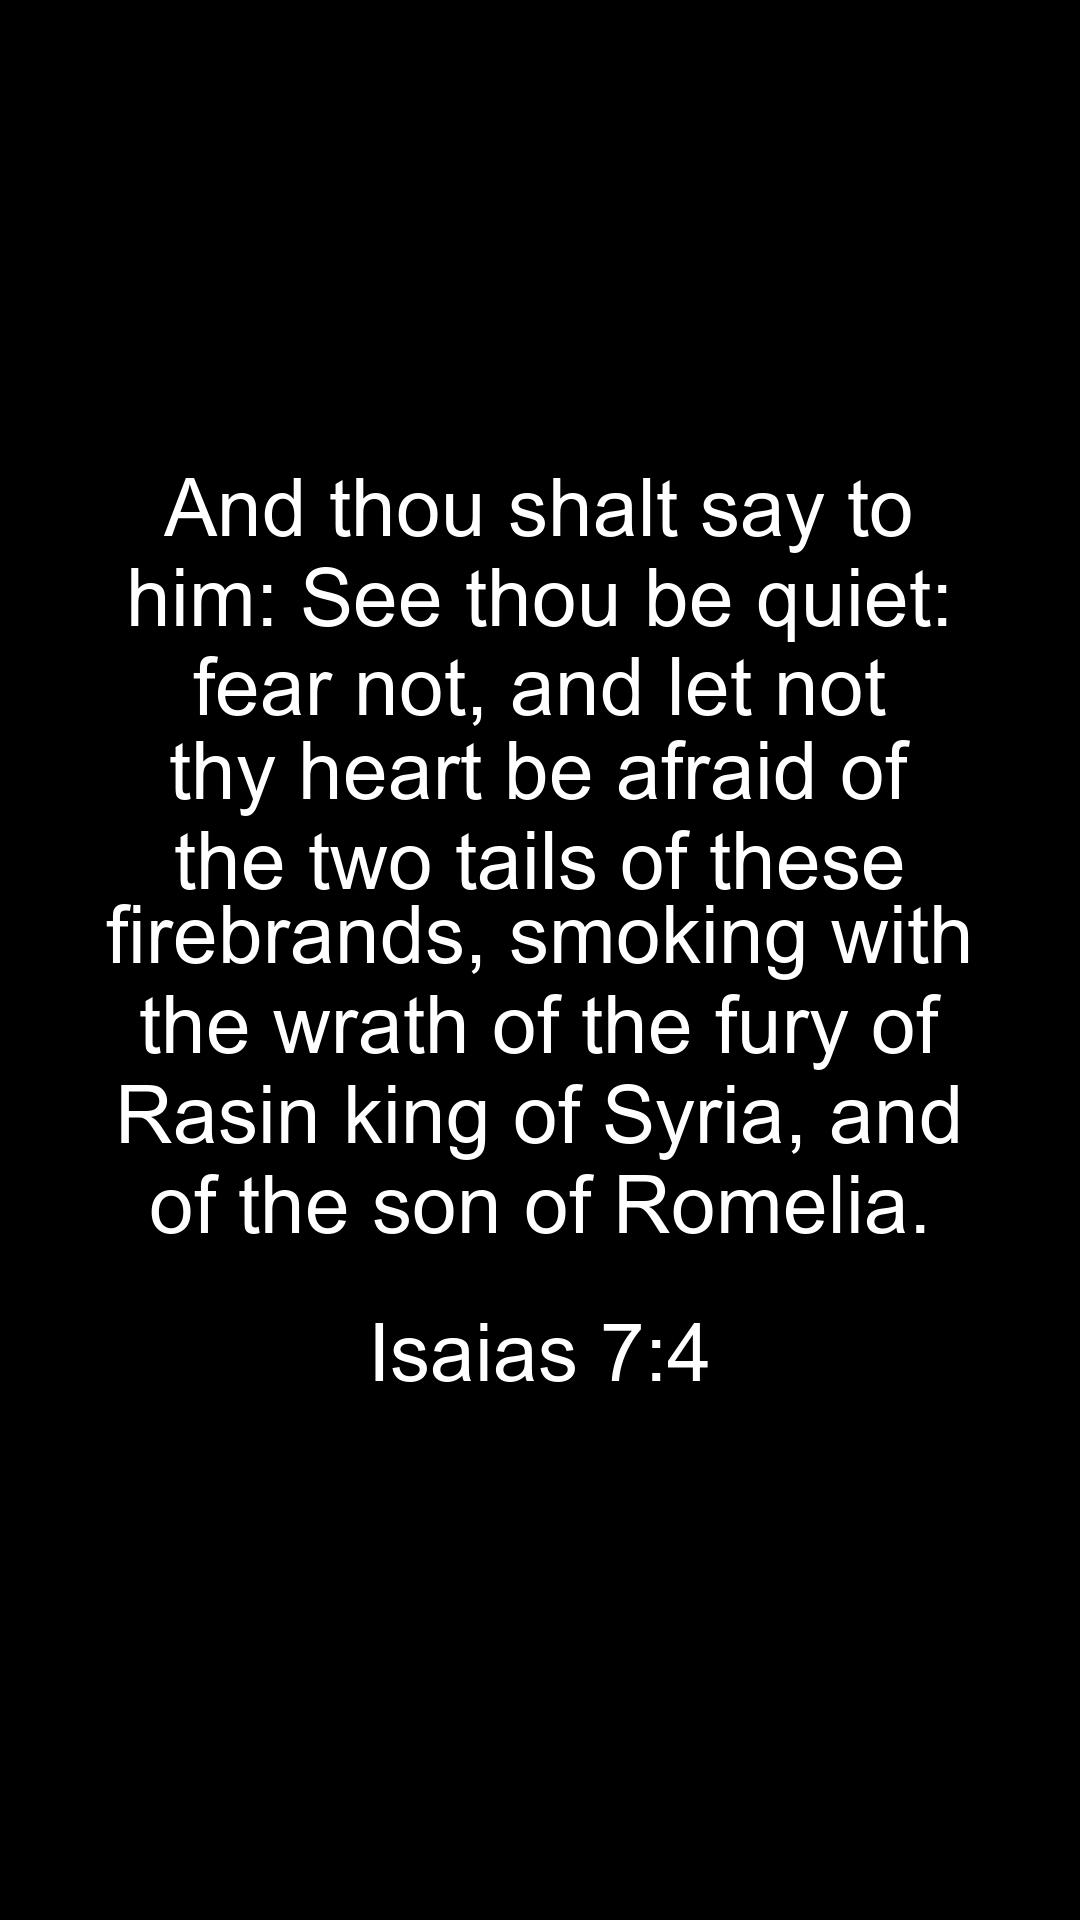 And thou shalt say to
him: See thou be quiet:
fear not, and let not
thy heart be afraid of
the two tails of these
firebrands, smoking with
the wrath of the fury of
Rasin king of Syria, and
of the son of Romelia.
Isaias 7:4